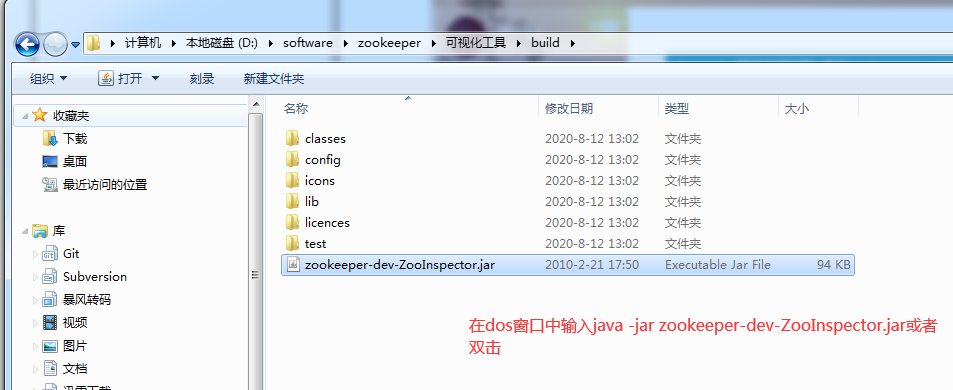 计算机 ▸ 本地磁盘 (D:) ▸ software ▸ zookeeper ▸ 可视化工具 ▸ build ▸
组织 打开 刻录 新建文件夹
收藏夹
下载
桌面
最近访问的位置
库
Git
Subversion
暴风转码
视频
图片
文档
名称 修改日期 类型 大小
classes 2020-8-12 13:02 文件夹
config 2020-8-12 13:02 文件夹
icons 2020-8-12 13:02 文件夹
lib 2020-8-12 13:02 文件夹
licences 2020-8-12 13:02 文件夹
test 2020-8-12 13:02 文件夹
zookeeper-dev-ZooInspector.jar 2010-2-21 17:50 Executable Jar File 94 KB
在dos窗口中输入java -jar zookeeper-dev-ZooInspector.jar或者
双击